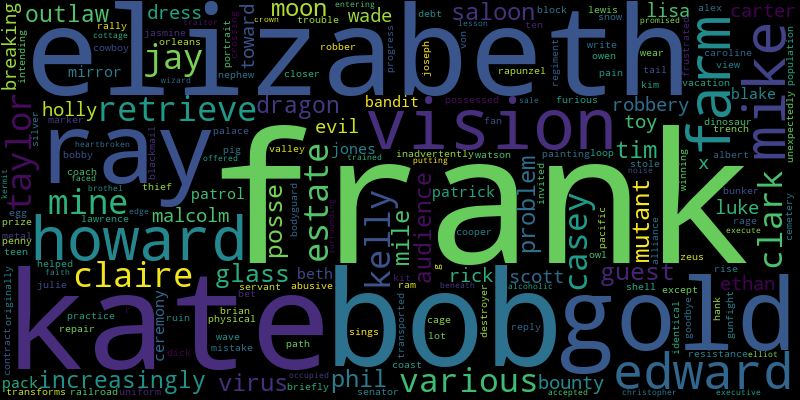 outlaw
breaking
rally
cottage
cowboy
intending
mirror
dress
jasmine
orleans
jay
nephew
robber
portrait
crown
traitor
moon
toward
trouble
wade
closer
debt
progress
joseph
lesson
saloon
von
rapunzel
entering
ten
regiment
lewis
block
snow
write
owen
pain
promised
lisa
wear
tail
kim
alex
caroline
view
vacation
frustrated
carter
blake
population
unexpectedly
elizabeth
farm
mike
taylor
silver
holly
marker
bobby
retrieve
dragon
palace
blackmail
evil
bandit
possessed
sale
furious
fan
vision
robbery
toy
tim
stole
dinosaur
trench
x
albert
winning
ray
heartbroken
coach
faced
brothel
pig
offered
valley
thief
patrol
jones
trained
inadvertently
putting
watson
painting
loop
noise
kermit
egg
prize
metal
penny
teen
mine
lawrence
edge
wizard
malcolm
posse
estate
bodyguard
kelly
mile
audience
patrick
cooper
problem
invited
casey
pacific
owl
mutant
alliance
luke
bunker
rage
execute
cemetery
clark
zeus
howard
frank
helped
faith
julie
claire
glass
beth
servant
abusive
kit
ram
rick
gg
beneath
alcoholic
scott
guest
shell
except
rise
ethan
contract
originally
kate
practice
repair
ceremony
ruin
bet
brian
physical
wave
mistake
dick
path
sings
bob
transported
cage
lot
coast
destroyer
reply
gold
identical
goodbye
hank
gunfight
resistance
elliot
pack
increasingly
transforms
railroad
uniform
virus
occupied
briefly
phil
senator
various
bounty
accepted
edward
christopher
executive